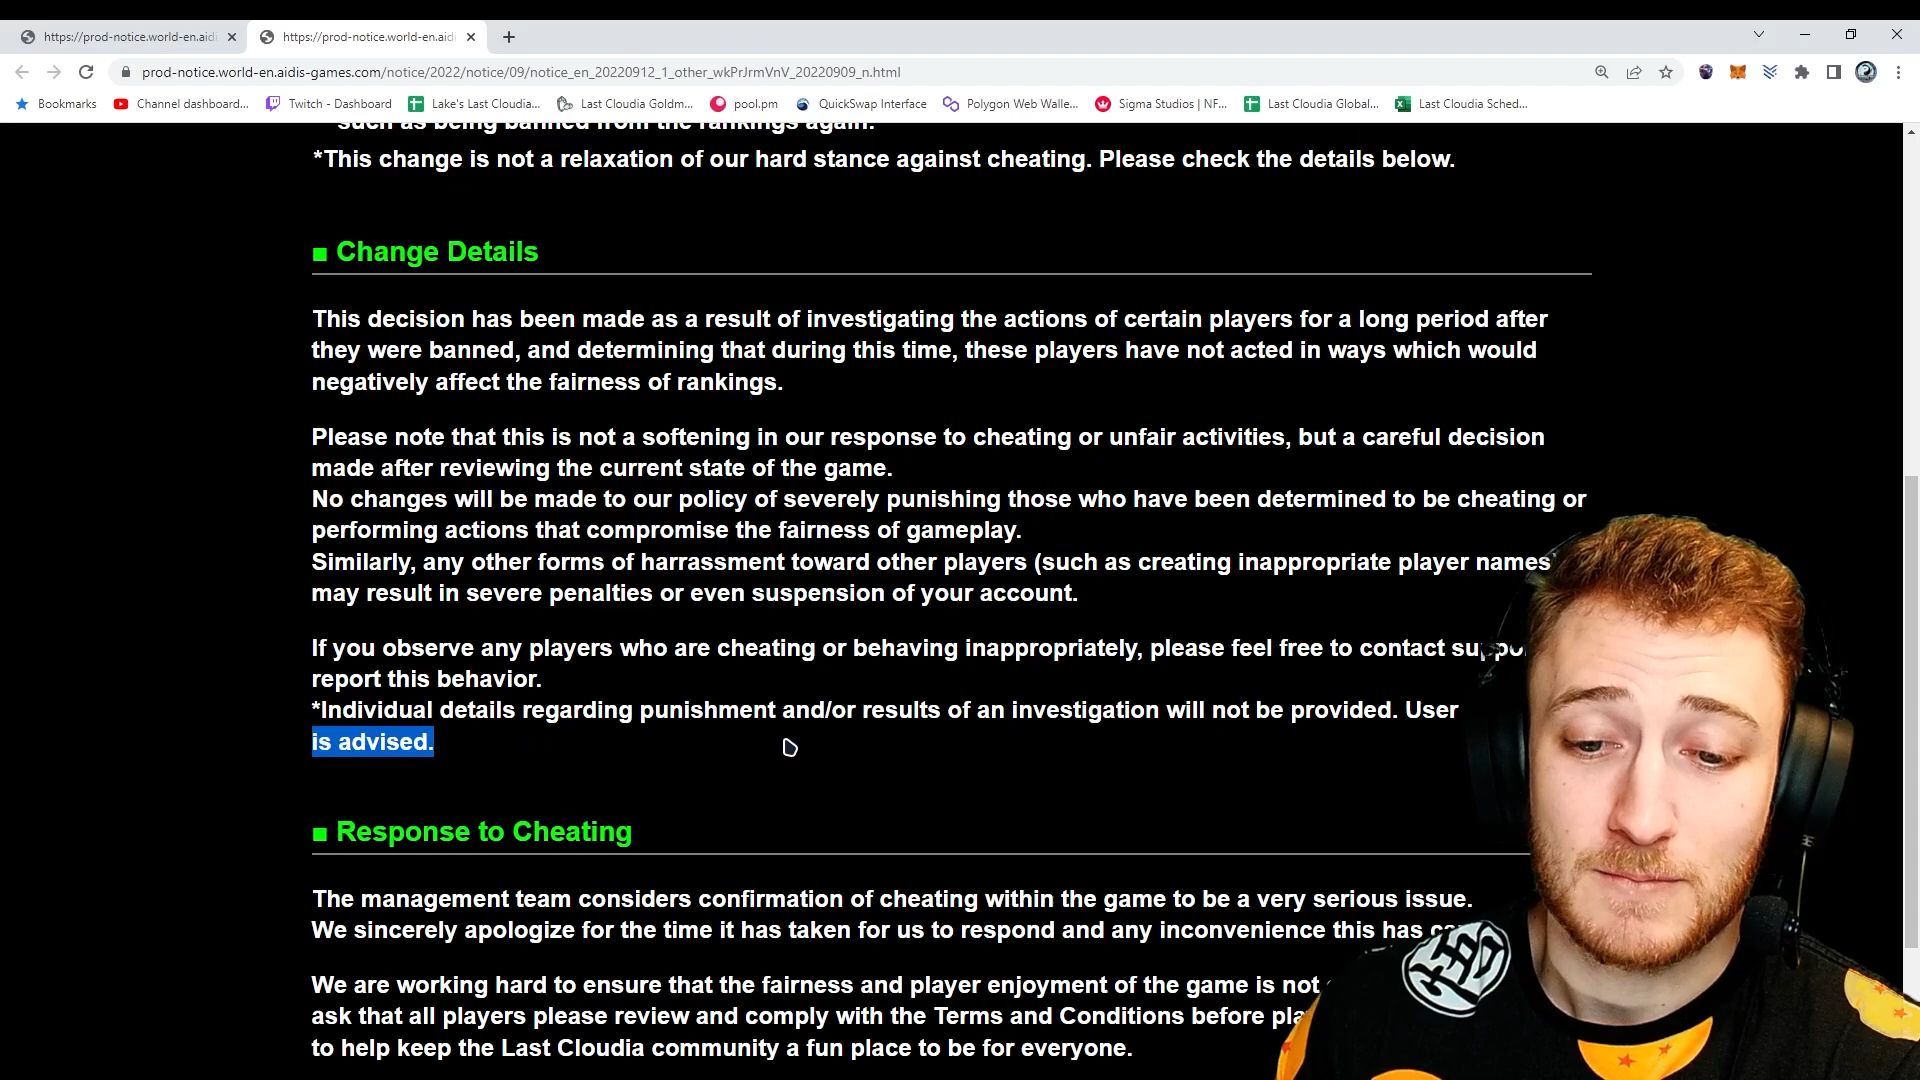 https://prod-notice.world-en.aidi
https://prod-notice.world-en.aidi
prod-notice.world-en.aidis-games.com/notice/2022/notice/09/notice_en_20220912_1_other_wkPrJrmVnV_20220909_n.html
Bookmarks Channel dashboard... Twitch - Dashboard Lake's Last Cloudia... Last Cloudia Goldm... pool.pm QuickSwap Interface Polygon Web Walle... Sigma Studios | NF... Last Cloudia Global... Last Cloudia Sched...
such as being banned from the rankings again.
*This change is not a relaxation of our hard stance against cheating. Please check the details below.
■ Change Details
This decision has been made as a result of investigating the actions of certain players for a long period after
they were banned, and determining that during this time, these players have not acted in ways which would
negatively affect the fairness of rankings.
Please note that this is not a softening in our response to cheating or unfair activities, but a careful decision
made after reviewing the current state of the game.
No changes will be made to our policy of severely punishing those who have been determined to be cheating or
performing actions that compromise the fairness of gameplay.
Similarly, any other forms of harrassment toward other players (such as creating inappropriate player names)
may result in severe penalties or even suspension of your account.
If you observe any players who are cheating or behaving inappropriately, please feel free to contact
report this behavior.
*Individual details regarding punishment and/or results of an investigation will not be provided. User
is advised.
■ Response to Cheating
The management team considers confirmation of cheating within the game to be a very serious issue.
We sincerely apologize for the time it has taken for us to respond and any inconvenience this has
We are working hard to ensure that the fairness and player enjoyment of the game is not
ask that all players please review and comply with the Terms and Conditions before
to help keep the Last Cloudia community a fun place to be for everyone.